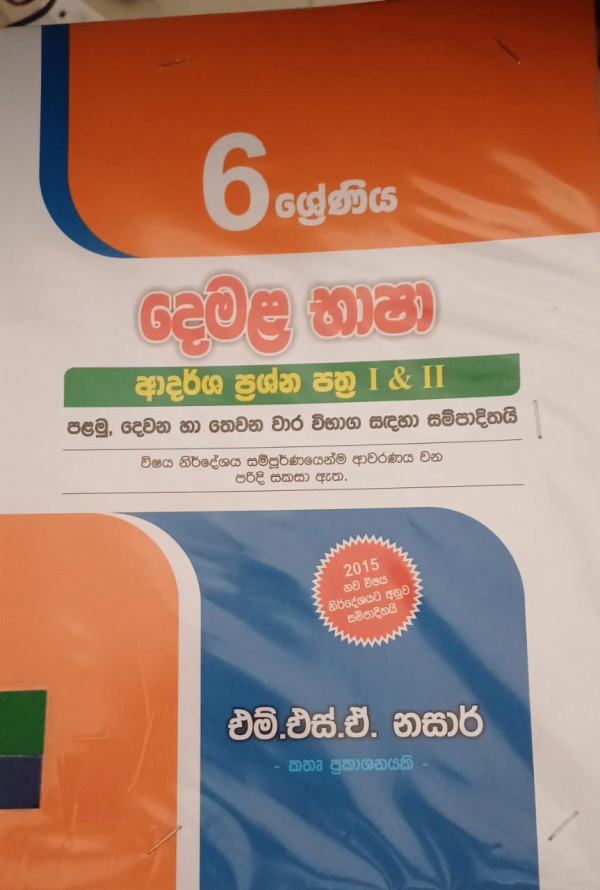 6 ශ්‍රේණිය
දෙමළ භාෂා
ආදර්ශ ප්‍රශ්න පත්‍ර I & II
පළමු, දෙවන හා තෙවන වාර විභාග සඳහා සම්පාදිතයි
විෂය නිර්දේශය සම්පූර්ණයෙන්ම ආවරණය වන
පරිදි සකසා ඇත.
2015
නව විෂය
නිර්දේශයට අනුව
සම්පාදිතයි
එම්.එස්.ඒ. නසාර්
- කතෘ ප්‍රකාශනයකි -